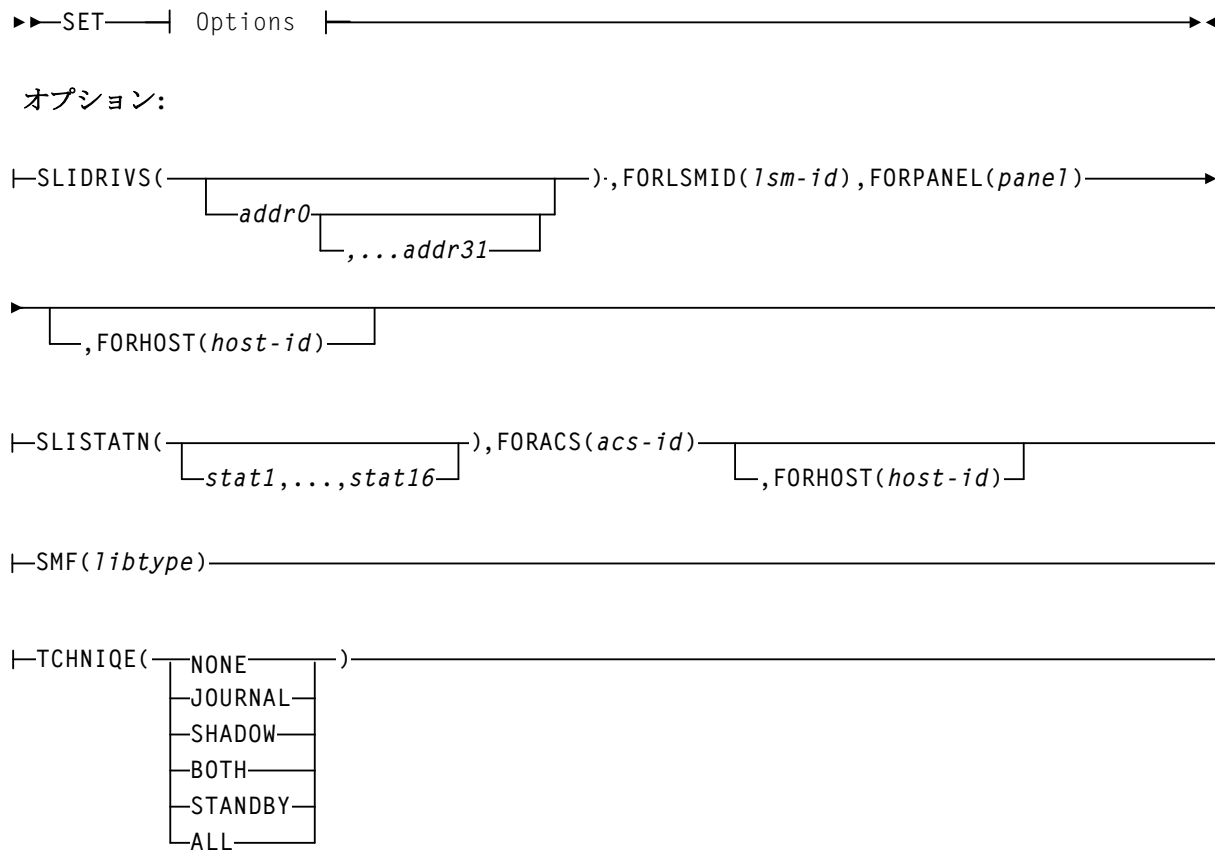 SET Options
オプション:
SLIDRIVS( ),FORLSMID(lsm-id),FORPANEL(panel)
addr0
,...addr31
,FORHOST(host-id)
SLISTATN( ),FORACS(acs-id)
stat1,...,stat16
,FORHOST(host-id)
SMF(libtype)
TCHNIQE( NONE )
JOURNAL
SHADOW
BOTH
STANDBY
ALL